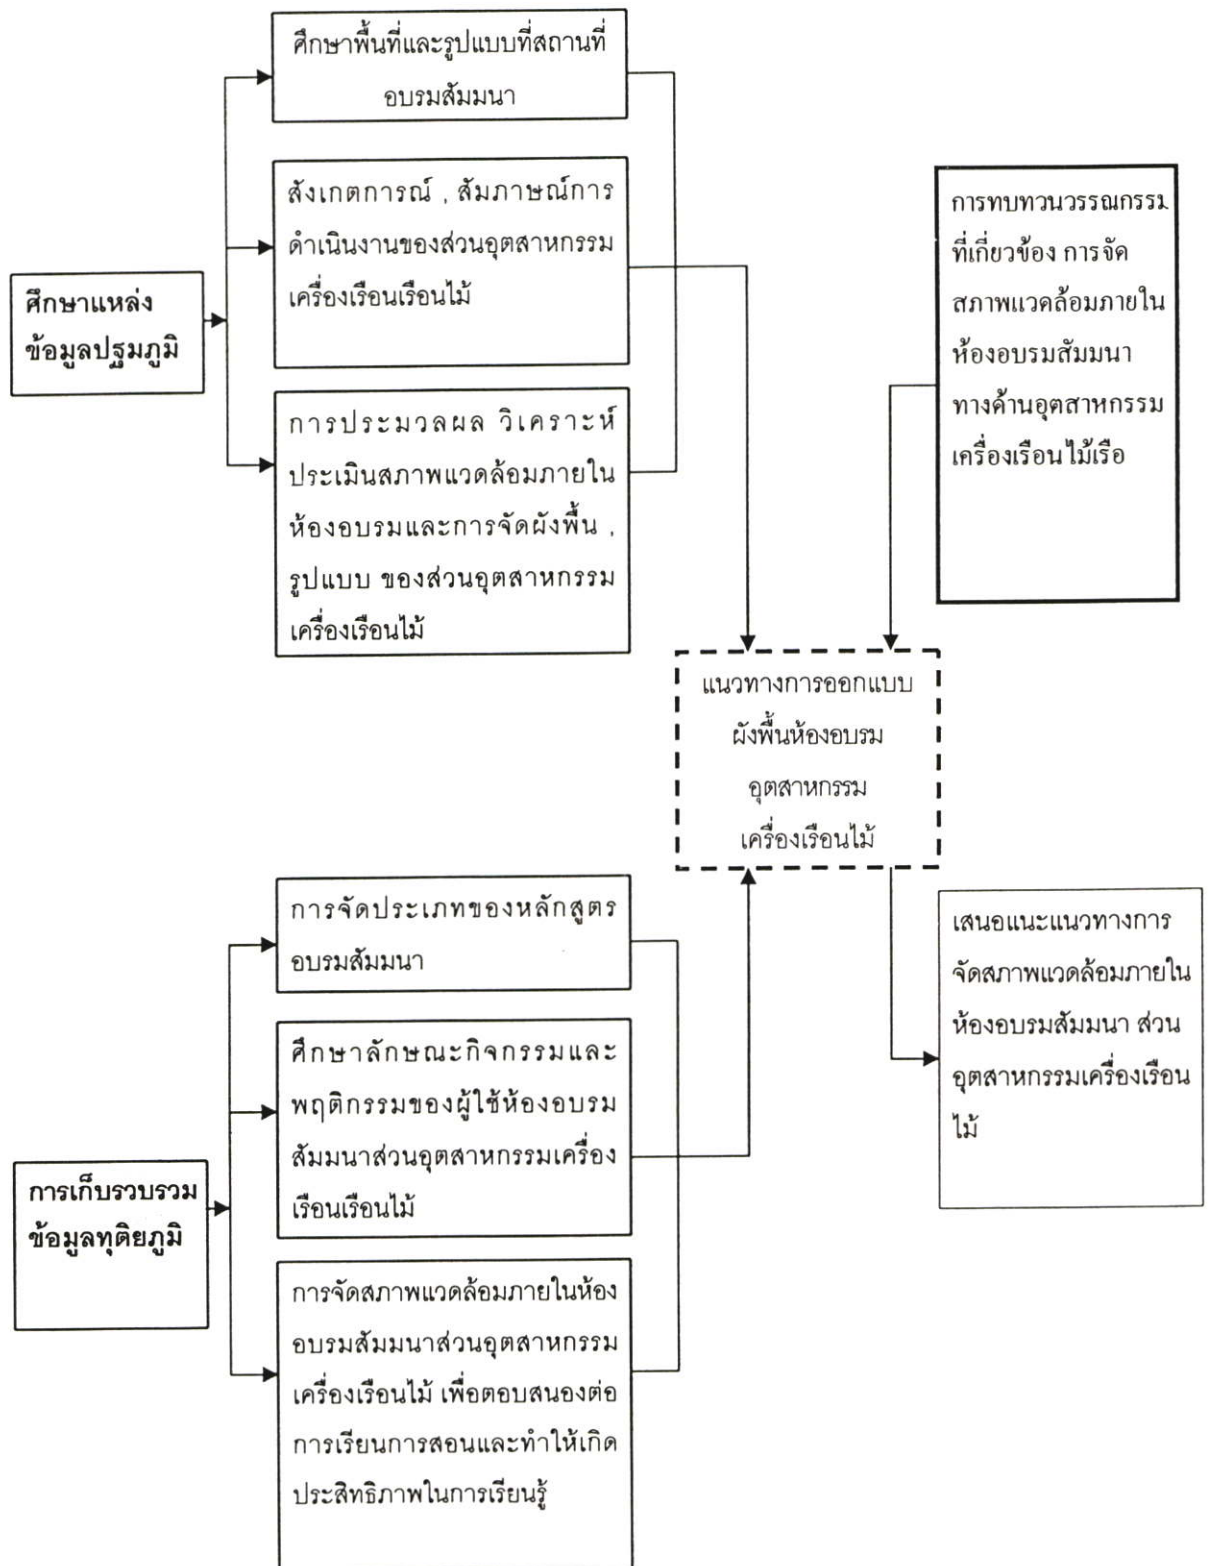 ศึกษาพื้นที่และรูปแบบที่สถานที่
อบรมสัมมนา
สังเกตการณ์ , สัมภาษณ์การ
ดำเนินงานของส่วนอุตสาหกรรม
เครื่องเรือนเรือนไม้
ศึกษาแหล่ง
ข้อมูลปฐมภูมิ
การประมวลผล วิเคราะห์
ประเมินสภาพแวดล้อมภายใน
ห้องอบรมและการจัดผังพื้น ,
รูปแบบ ของส่วนอุตสาหกรรม
เครื่องเรือนไม้
การทบทวนวรรณกรรม
ที่เกี่ยวข้อง การจัด
สภาพแวคล้อมภายใน
ห้องอบรมสัมมนา
ทางค้านอุตสาหกรรม
เครื่องเรือนไม้เรือ
แนวทางการออกแบบ
ผังพื้นห้องอบรม
อุตสาหกรรม
เครื่องเรือนไม้
การจัดประเภทของหลักสูตร
อบรมสัมมนา
ศึกษาลักษณะกิจกรรมและ
พฤติกรรมของผู้ใช้ห้องอบรม
สัมมนาส่วนอุตสาหกรรมเครื่อง
เรือนเรือนไม้
การเก็บรวบรวม
ข้อมูลทุติยภูมิ
การจัดสภาพแวดล้อมภายในห้อง
อบรมสัมมนาส่วนอุตสาหกรรม
เครื่องเรือนไม้ เพื่อตอบสนองต่อ
การเรียนการสอนและทำให้เกิด
ประสิทธิภาพในการเรียนรู้
เสนอแนะแนวทางการ
จัดสภาพแวดล้อมภายใน
ห้องอบรมสัมมนา ส่วน
อุตสาหกรรมเครื่องเรือน
ไม้